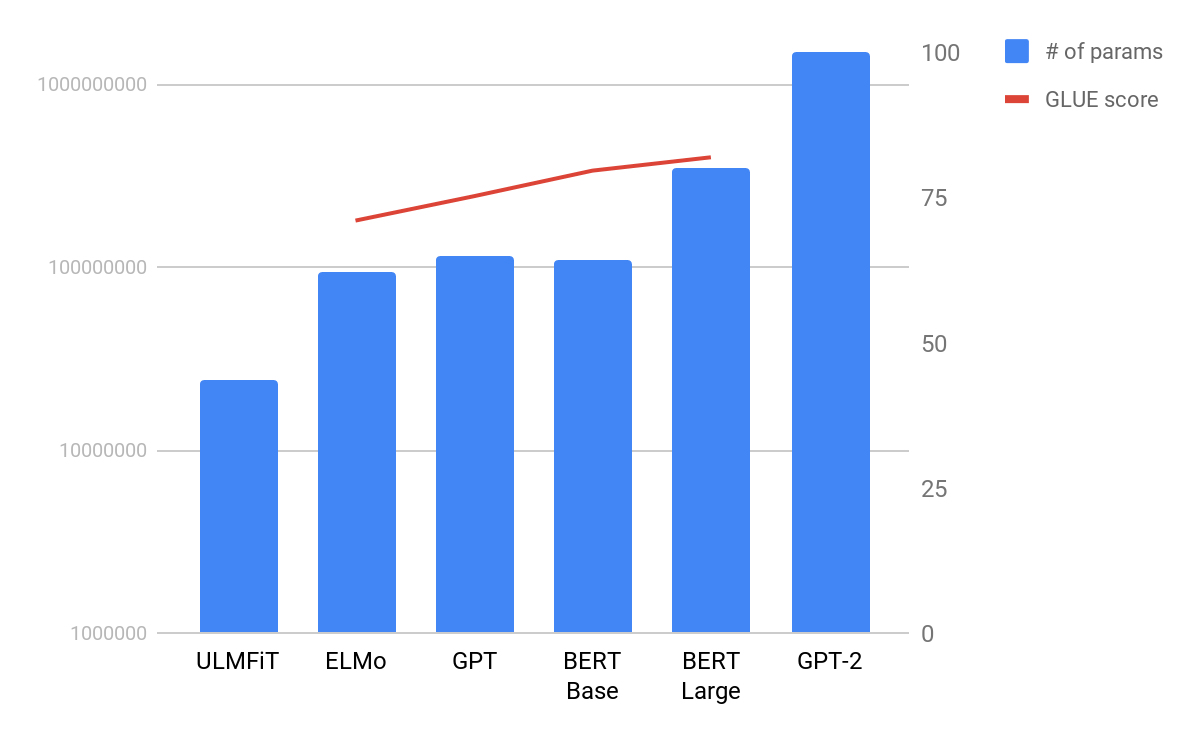 1000000000
100000000
10000000
1000000
100
75
50
25
0
# of params
GLUE score
ULMFiT
ELMo
GPT
BERT
Base
BERT
Large
GPT-2